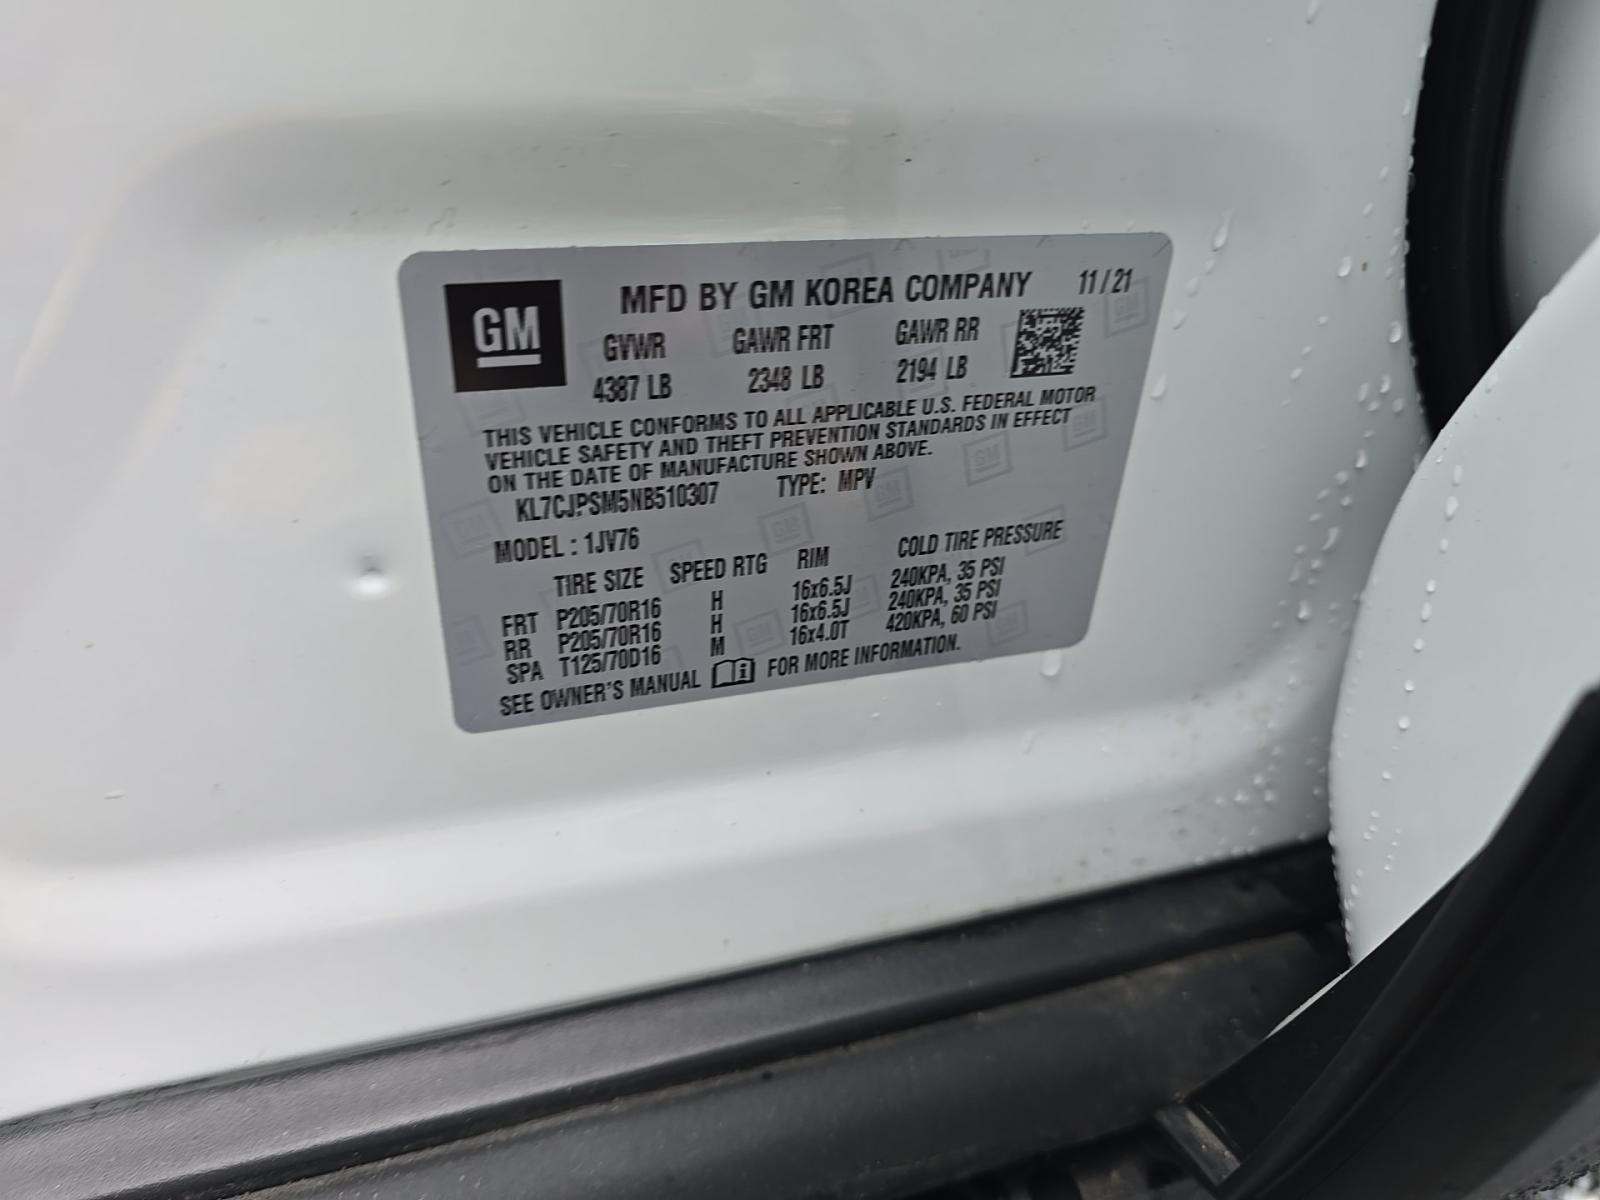 GM
MFD BY GM KOREA COMPANY 11/21
GVWR GAWR FRT GAWR RR
4387 LB 2348 LB 2194 LB
THIS VEHICLE CONFORMS TO ALL APPLICABLE U.S. FEDERAL MOTOR
VEHICLE SAFETY AND THEFT PREVENTION STANDARDS IN EFFECT
ON THE DATE OF MANUFACTURE SHOWN ABOVE.
KL7CJPSM5NB510307 TYPE: MPV
MODEL : 1JV76
TIRE SIZE SPEED RTG RIM COLD TIRE PRESSURE
FRT P205/70R16 H 16x6.5J 240KPA, 35 PSI
RR P205/70R16 H 16x6.5J 240KPA, 35 PSI
SPA T125/70D16 M 16x4.0T 420KPA, 60 PSI
SEE OWNER'S MANUAL FOR MORE INFORMATION.